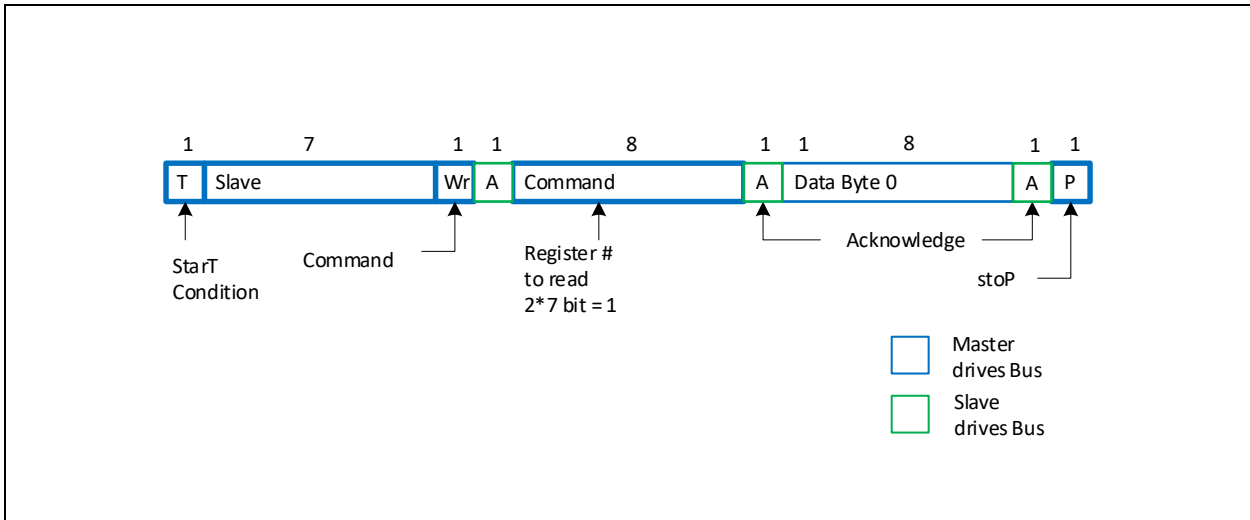 1 7 1 1 8 1 1 8 1 1
T Slave Wr A Command A Data Byte 0 A P
StarT
Condition
Command
Register #
to read
2*7 bit = 1
Acknowledge
stoP
Master
drives Bus
Slave
drives Bus